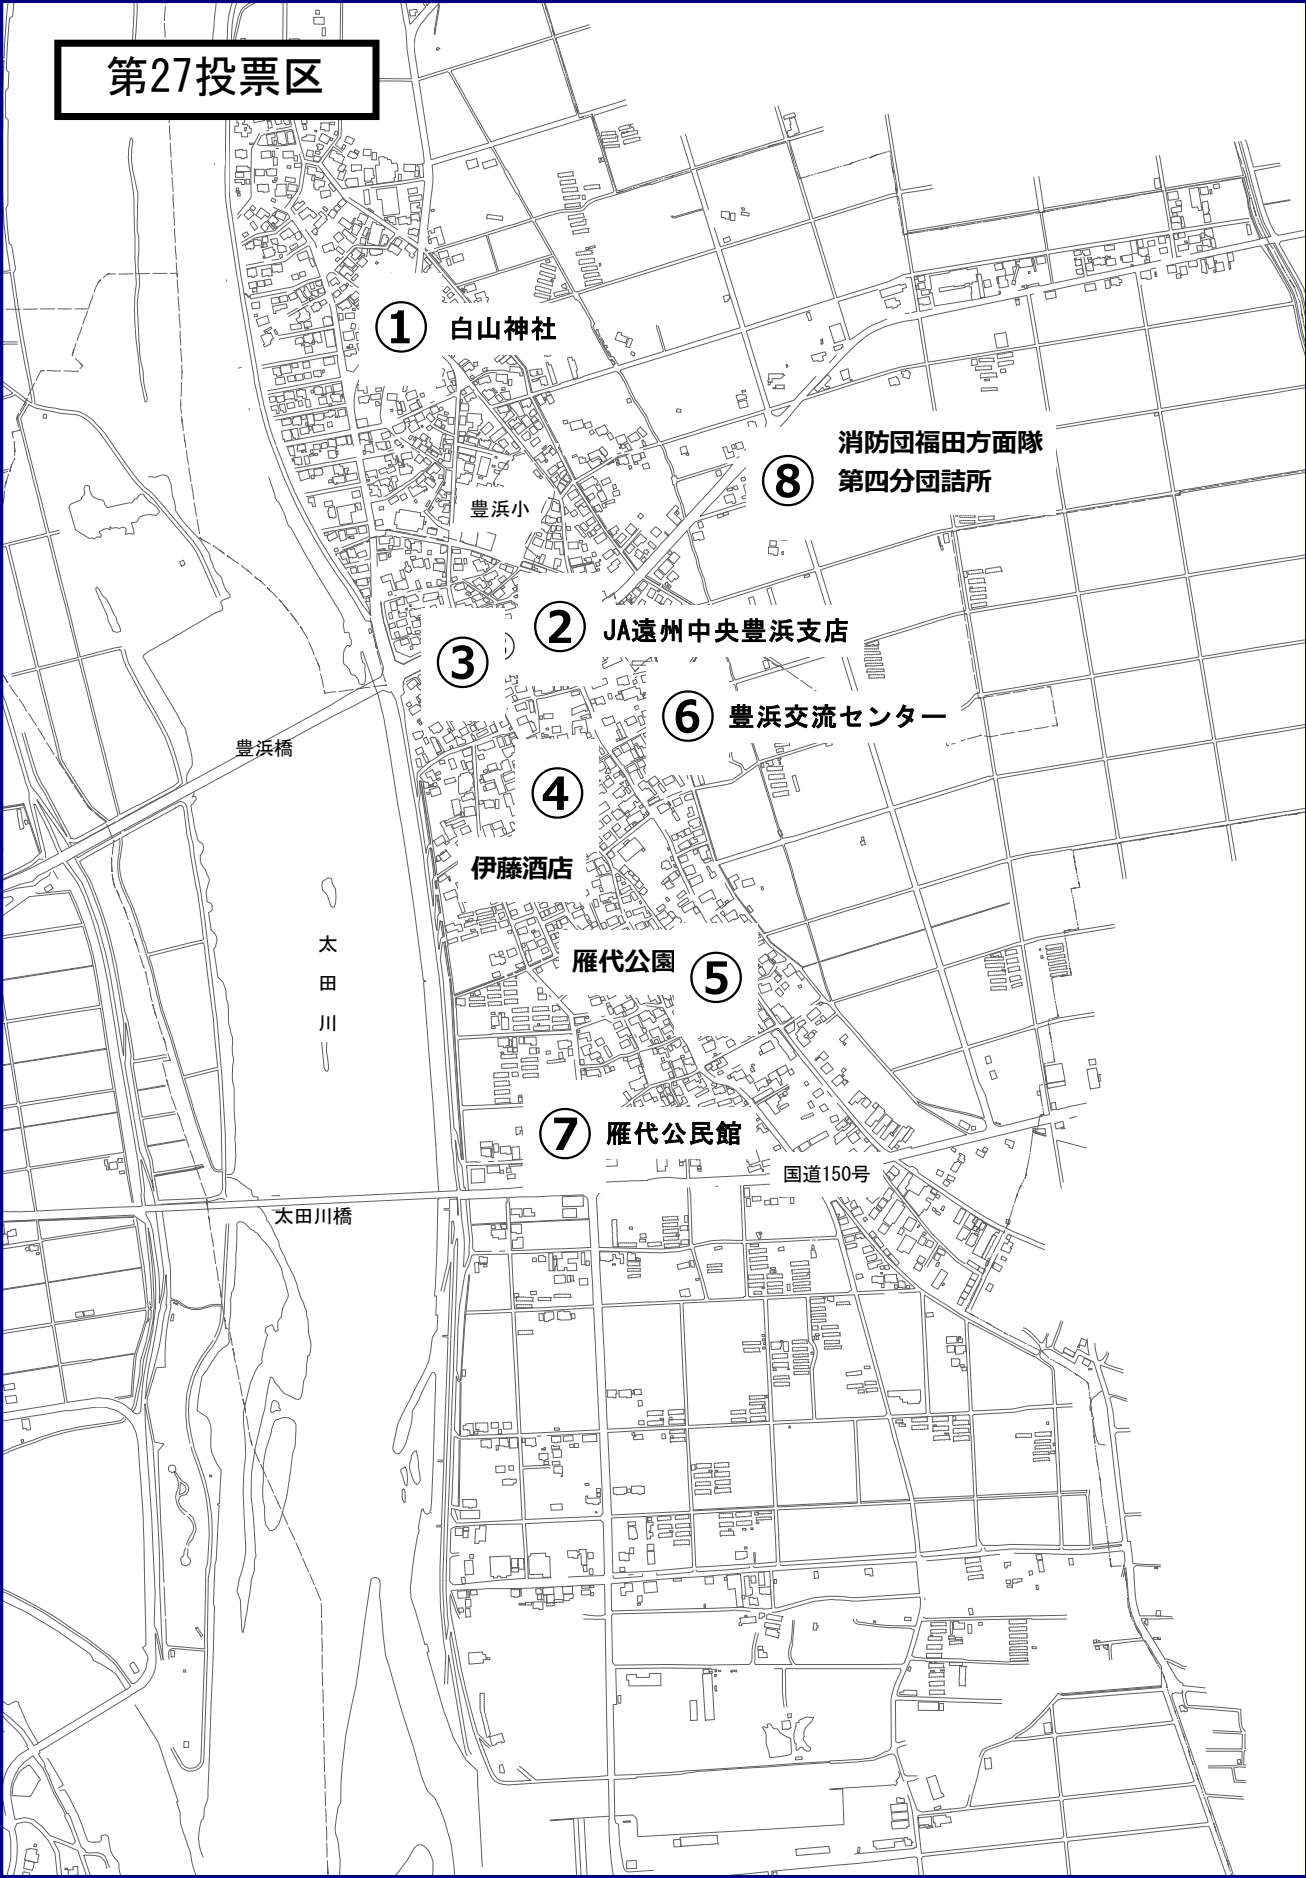 第27投票区
① 白山神社
消防団福田方面隊
⑧ 第四分団詰所
豊浜小
② JA遠州中央豊浜支店
③
⑥ 豊浜交流センター
豊浜橋
④
伊藤酒店
太
田
川
雁代公園 ⑤
⑦ 雁代公民館
国道150号
太田川橋